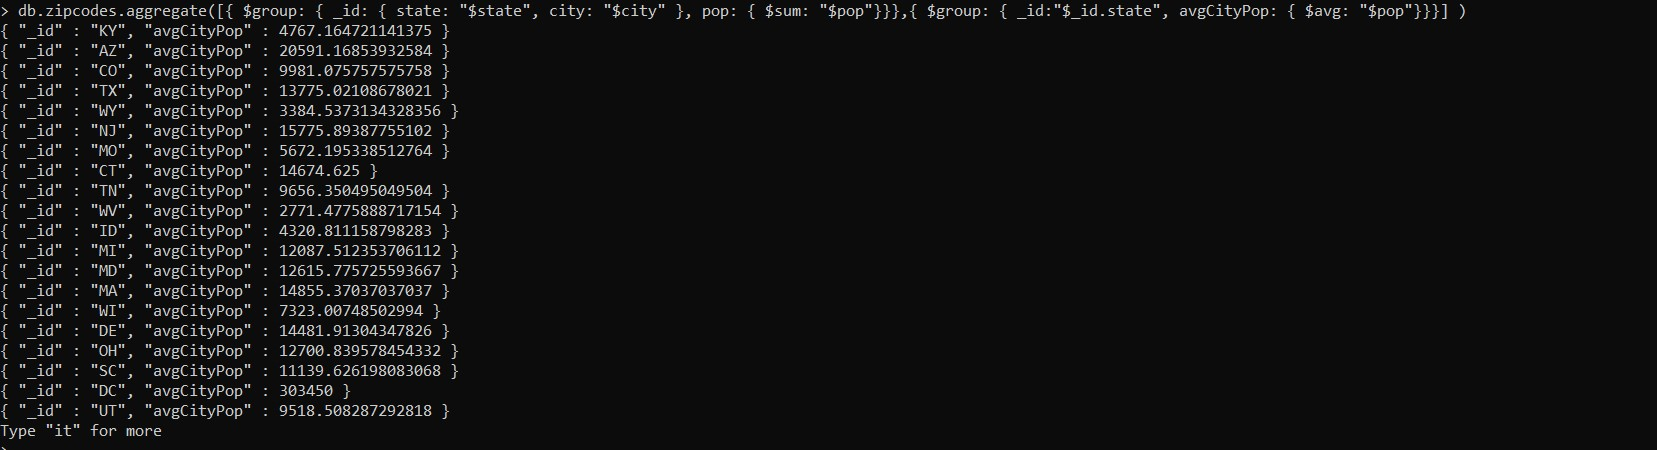 > db.zipcodes.aggregate([{ $group: { _id: { state: "$state", city: "$city" }, pop: { $sum: "$pop"}}},{ $group: { _id:"$_id.state", avgCityPop: { $avg: "$pop"}}}] )
{ "_id" : "KY", "avgCityPop" : 4767.164721141375 }
{ "_id" : "AZ", "avgCityPop" : 20591.16853932584 }
{ "_id" : "CO", "avgCityPop" : 9981.075757575758 }
{ "_id" : "TX", "avgCityPop" : 13775.02108678021 }
{ "_id" : "WY", "avgCityPop" : 3384.5373134328356 }
{ "_id" : "NJ", "avgCityPop" : 15775.89387755102 }
{ "_id" : "MO", "avgCityPop" : 5672.195338512764 }
{ "_id" : "CT", "avgCityPop" : 14674.625 }
{ "_id" : "TN", "avgCityPop" : 9656.350495049504 }
{ "_id" : "WV", "avgCityPop" : 2771.4775888717154 }
{ "_id" : "ID", "avgCityPop" : 4320.811158798283 }
{ "_id" : "MI", "avgCityPop" : 12087.512353706112 }
{ "_id" : "MD", "avgCityPop" : 12615.775725593667 }
{ "_id" : "MA", "avgCityPop" : 14855.37037037037 }
{ "_id" : "WI", "avgCityPop" : 7323.00748502994 }
{ "_id" : "DE", "avgCityPop" : 14481.91304347826 }
{ "_id" : "OH", "avgCityPop" : 12700.839578454332 }
{ "_id" : "SC", "avgCityPop" : 11139.626198083068 }
{ "_id" : "DC", "avgCityPop" : 303450 }
{ "_id" : "UT", "avgCityPop" : 9518.508287292818 }
Type "it" for more